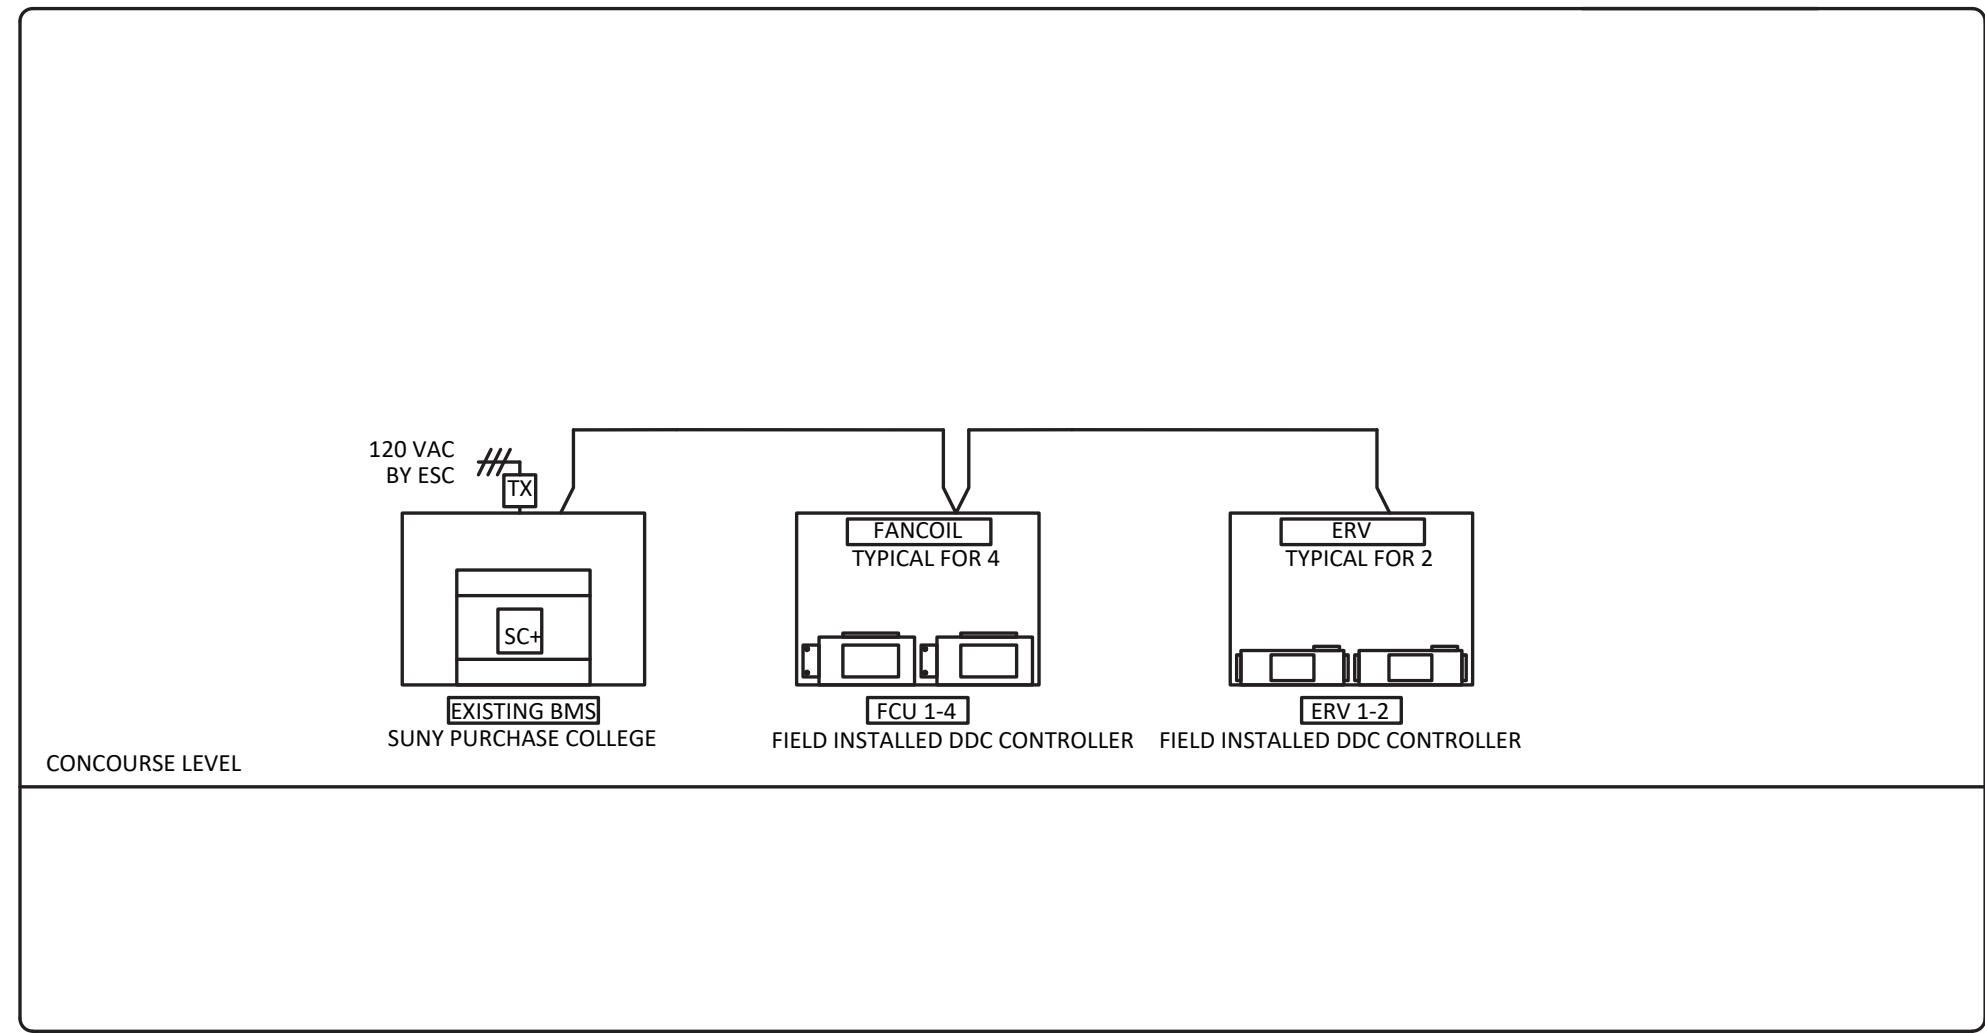 120 VAC
BY ESC
TX
SC+
EXISTING BMS
SUNY PURCHASE COLLEGE
FANCOIL
TYPICAL FOR 4
FCU 1-4
FIELD INSTALLED DDC CONTROLLER
ERV
TYPICAL FOR 2
ERV 1-2
FIELD INSTALLED DDC CONTROLLER
CONCOURSE LEVEL